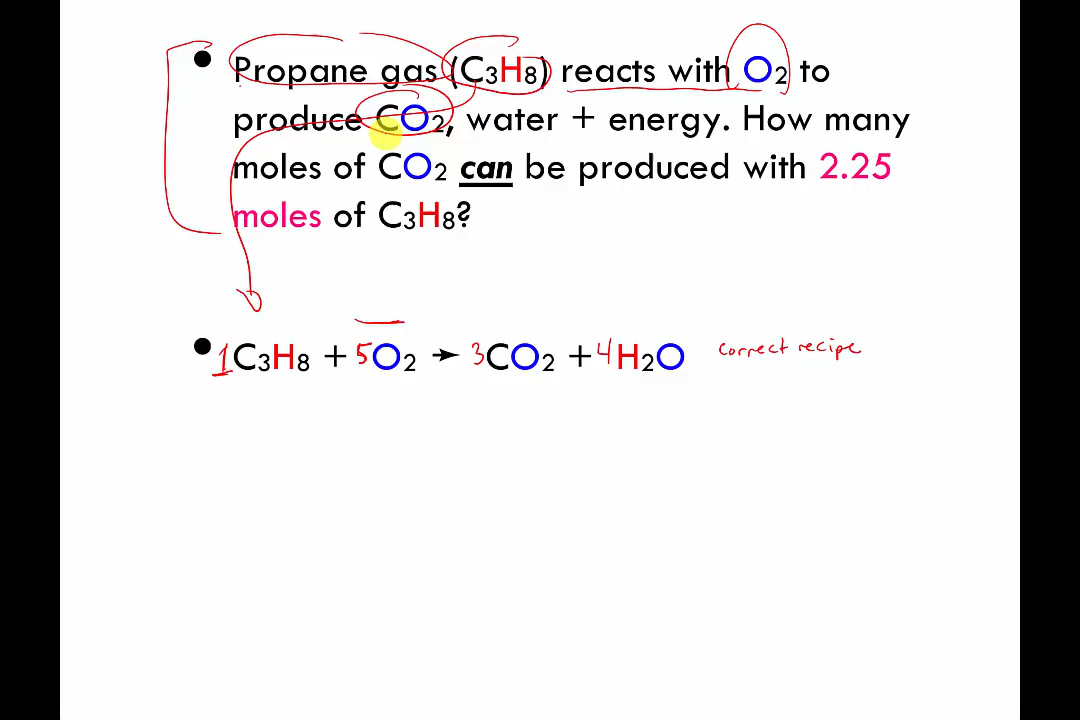 • Propane gas (C₃H₈) reacts with O₂ to
produce CO₂, water + energy. How many
moles of CO₂ can be produced with 2.25
moles of C₃H₈?
• 1C₃H₈ + 5O₂ → 3CO₂ + 4H₂O correct recipe